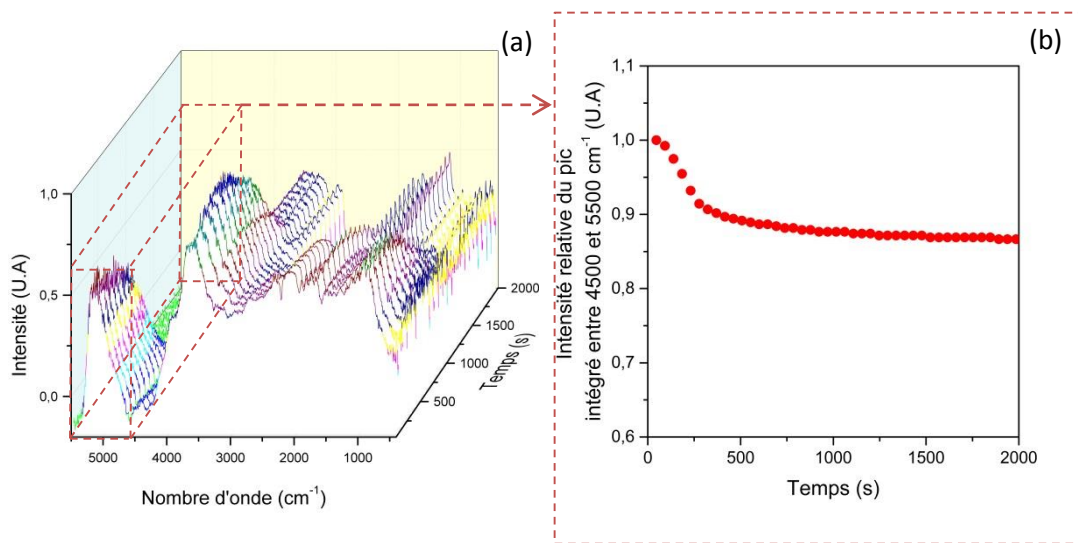 (a)
1,0
0,5
0,0
Intensité (U.A)
5000
4000
3000
2000
1000
Nombre d'onde (cm⁻¹)
500
1000
1500
2000
Temps (s)
(b)
Intensité relative du pic
intégré entre 4500 et 5500 cm⁻¹ (U.A)
1,1
1,0
0,9
0,8
0,7
0,6
0
500
1000
1500
2000
Temps (s)